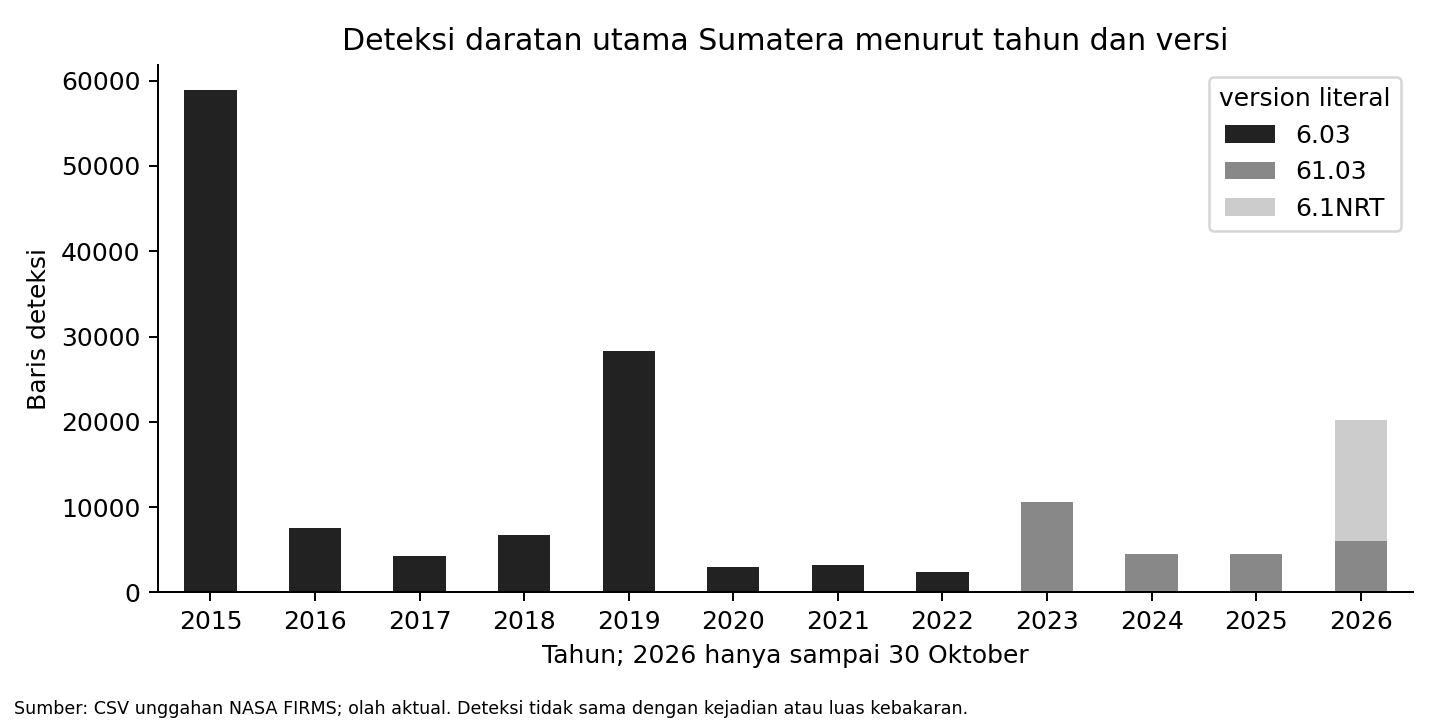 Deteksi daratan utama Sumatera menurut tahun dan versi
60000
50000
40000
30000
20000
10000
0
Baris deteksi
version literal
6.03
61.03
6.1NRT
2015 2016 2017 2018 2019 2020 2021 2022 2023 2024 2025 2026
Tahun; 2026 hanya sampai 30 Oktober
Sumber: CSV unggahan NASA FIRMS; olah aktual. Deteksi tidak sama dengan kejadian atau luas kebakaran.